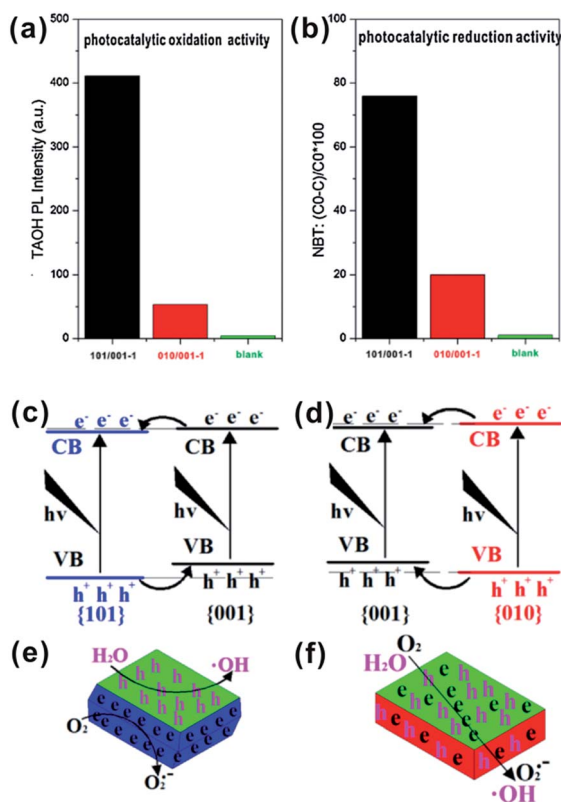 (a)
500
photocatalytic oxidation activity
400
300
200
100
0
TAOH PL Intensity (a.u.)
101/001-1 010/001-1 blank
(b)
100
photocatalytic reduction activity
80
60
40
20
0
NBT: (C0-C)/C0*100
101/001-1 010/001-1 blank
(c)
e- e- e- e- e- e-
CB CB
hv hv
VB VB
h+ h+ h+ h+ h+ h+
{101} {001}
(d)
e- e- e- e- e- e-
CB CB
hv hv
VB VB
h+ h+ h+ h+ h+ h+
{001} {010}
(e)
H2O h h h h h h h h h h h ·OH
O2 e e e e e e e e e e e e
O2·-
(f)
O2
H2O h e h e h e h e h e
h e h e h e h e
O2·-
·OH